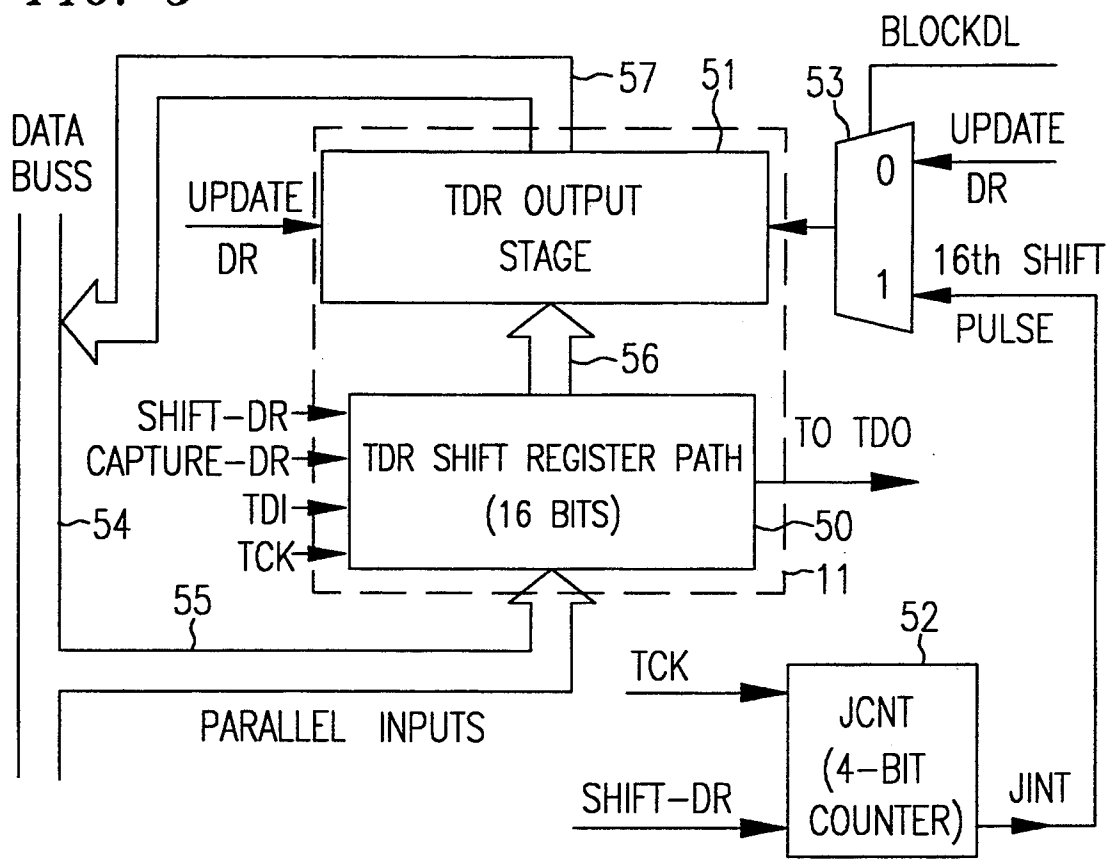 BLOCKDL
57
51
53
DATA
BUSS
UPDATE
DR
TDR OUTPUT
STAGE
0
UPDATE
DR
1
16th SHIFT
PULSE
56
SHIFT-DR
CAPTURE-DR
TDI
TCK
TDR SHIFT REGISTER PATH
(16 BITS)
TO TDO
50
54
11
55
PARALLEL INPUTS
52
TCK
JCNT
(4-BIT
COUNTER)
SHIFT-DR
JINT